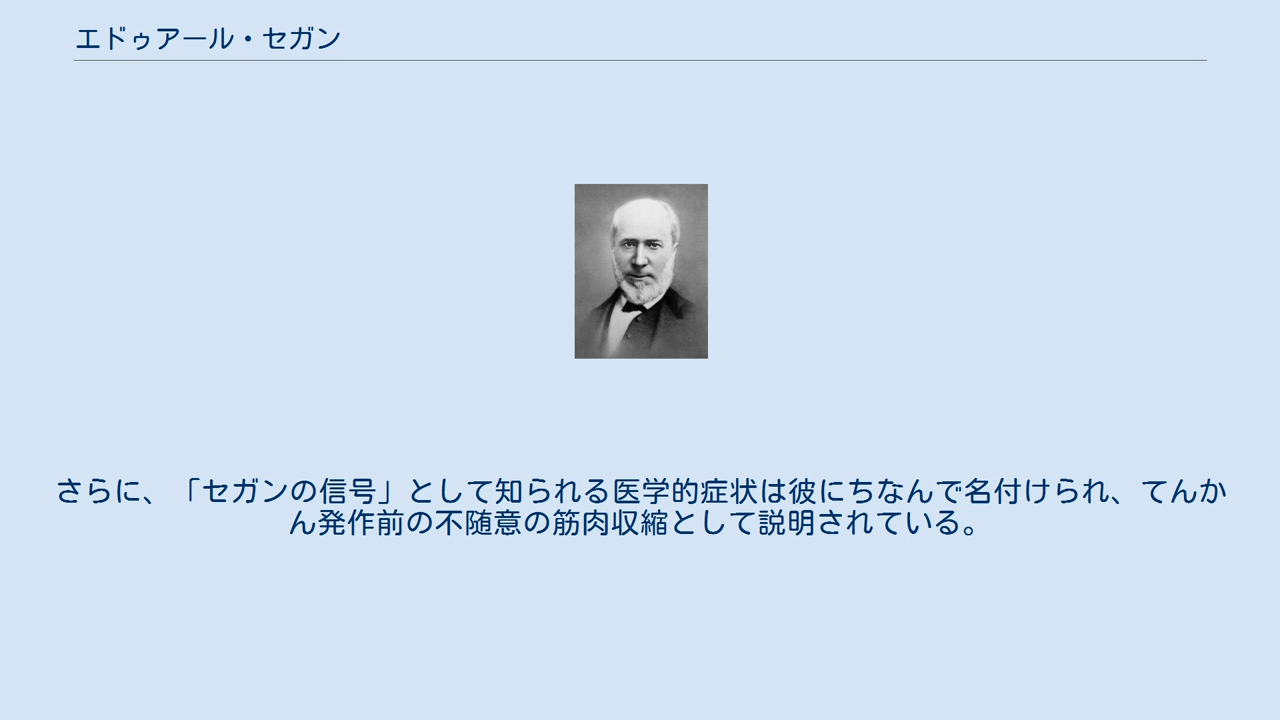 エドゥアール・セガン
さらに、「セガンの信号」として知られる医学的症状は彼にちなんで名付けられ、てんか
ん発作前の不随意の筋肉収縮として説明されている。